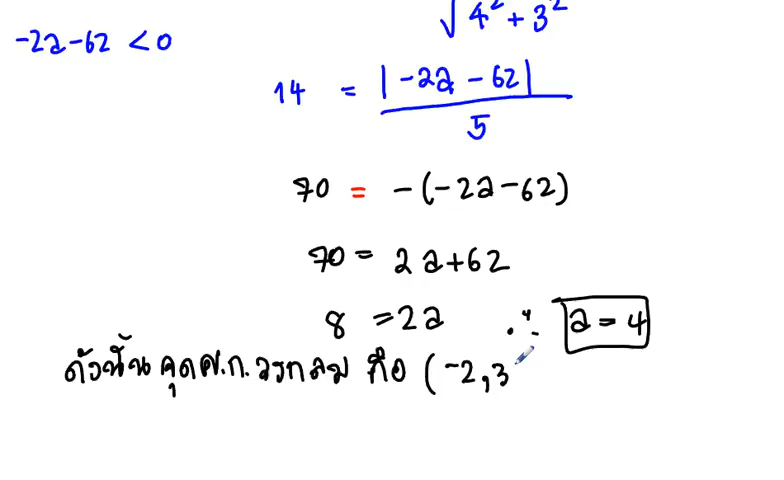 √4² + 3²
-2a-62 < 0
14 = |-2a - 62| / 5
70 = -(-2a-62)
70 = 2a+62
8 = 2a ∴ a = 4
ดังนั้นจุดศ.ก.วงกลม คือ (-2,3